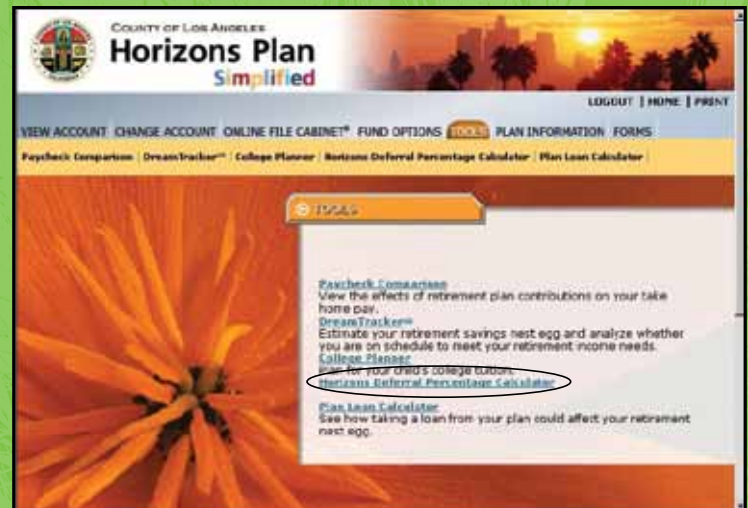 COUNTY OF LOS ANGELES
Horizons Plan
Simplified
LOGOUT | HOME | PRINT
VIEW ACCOUNT CHANGE ACCOUNT ONLINE FILE CABINET® FUND OPTIONS TOOLS PLAN INFORMATION FORMS
Paycheck Comparison | DreamTracker℠ | College Planner | Horizons Deferral Percentage Calculator | Plan Loan Calculator |
TOOLS
Paycheck Comparison
View the effects of retirement plan contributions on your take
home pay.
DreamTracker℠
Estimate your retirement savings nest egg and analyze whether
you are on schedule to meet your retirement income needs.
College Planner
Plan for your child's college tuition.
Horizons Deferral Percentage Calculator
Plan Loan Calculator
See how taking a loan from your plan could affect your retirement
nest egg.